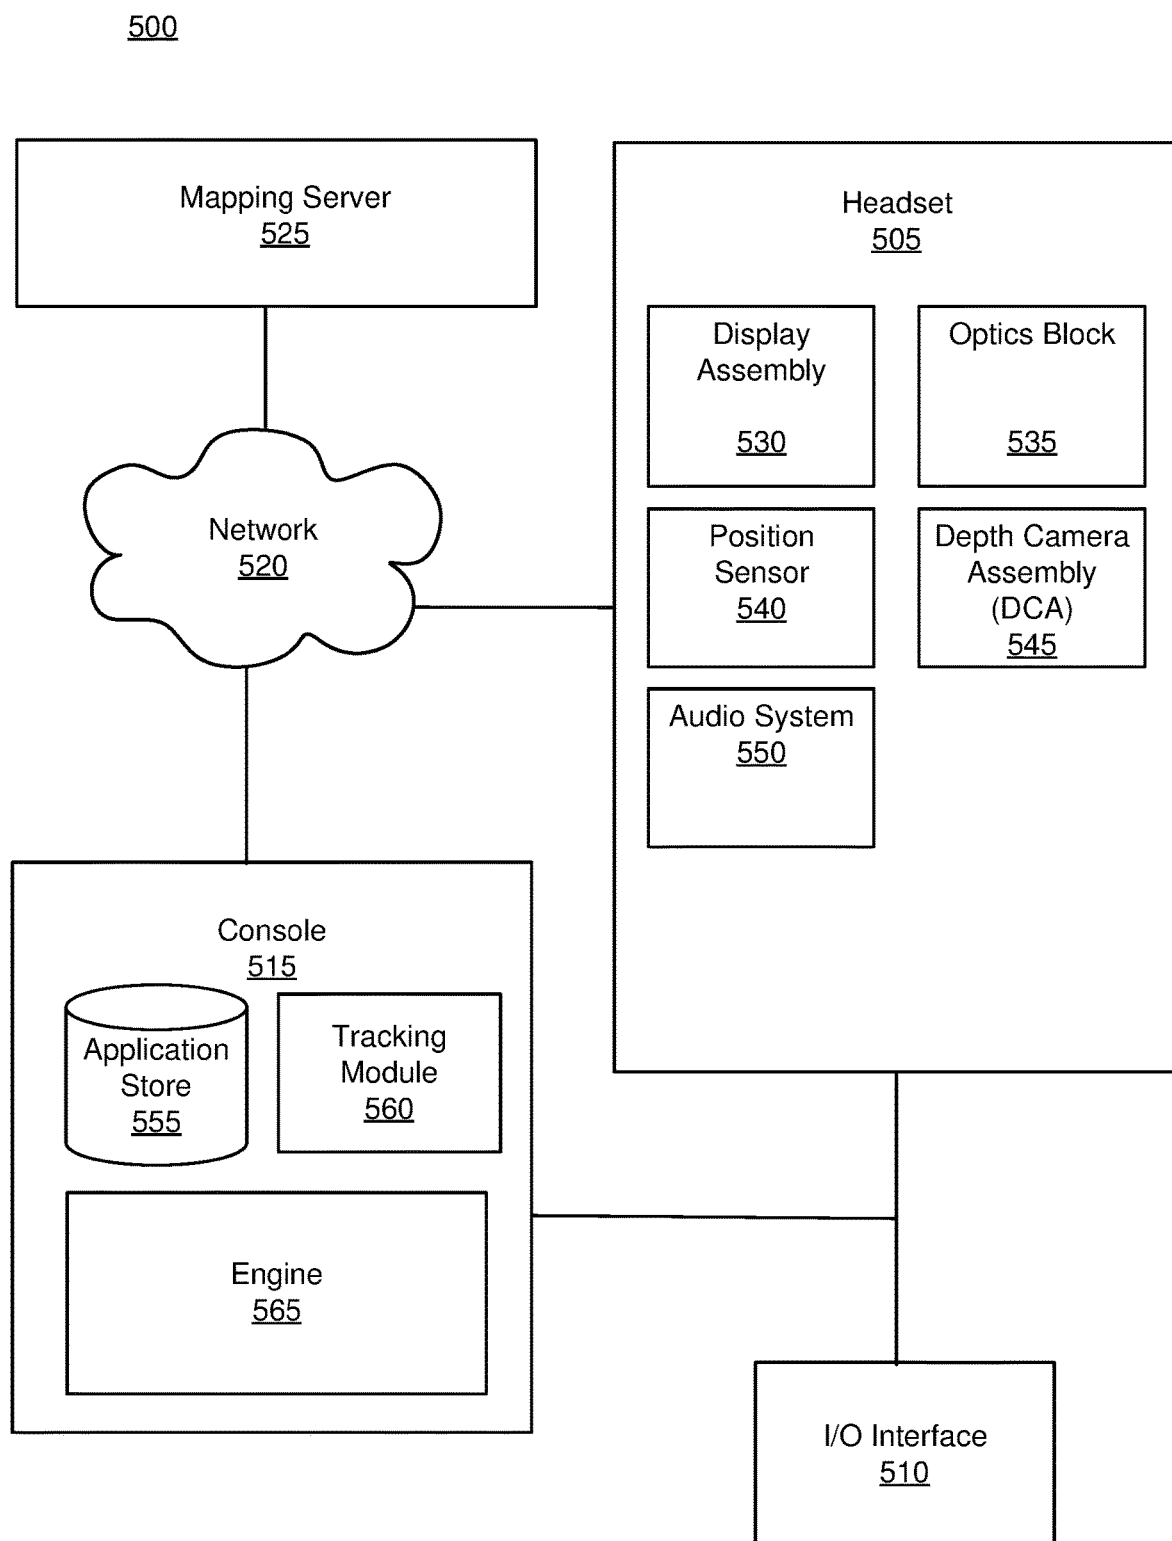 500
Mapping Server
525
Headset
505
Display
Assembly
530
Optics Block
535
Network
520
Position
Sensor
540
Depth Camera
Assembly
(DCA)
545
Audio System
550
Console
515
Application
Store
555
Tracking
Module
560
Engine
565
I/O Interface
510